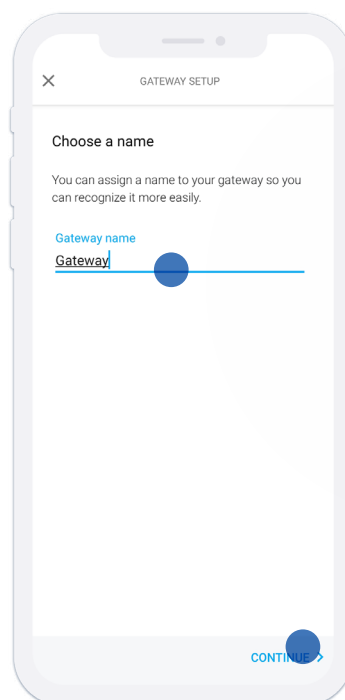 GATEWAY SETUP
Choose a name
You can assign a name to your gateway so you
can recognize it more easily.
Gateway name
Gateway
CONTINUE